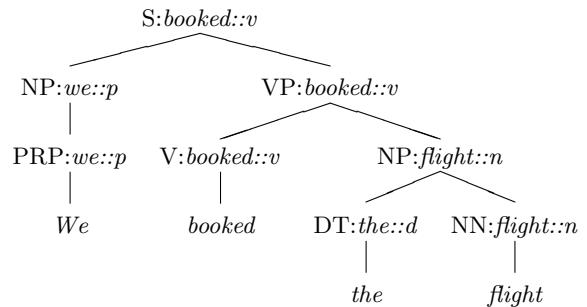 S:booked::v
NP:we::p VP:booked::v
PRP:we::p V:booked::v NP:flight::n
We booked DT:the::d NN:flight::n
the flight